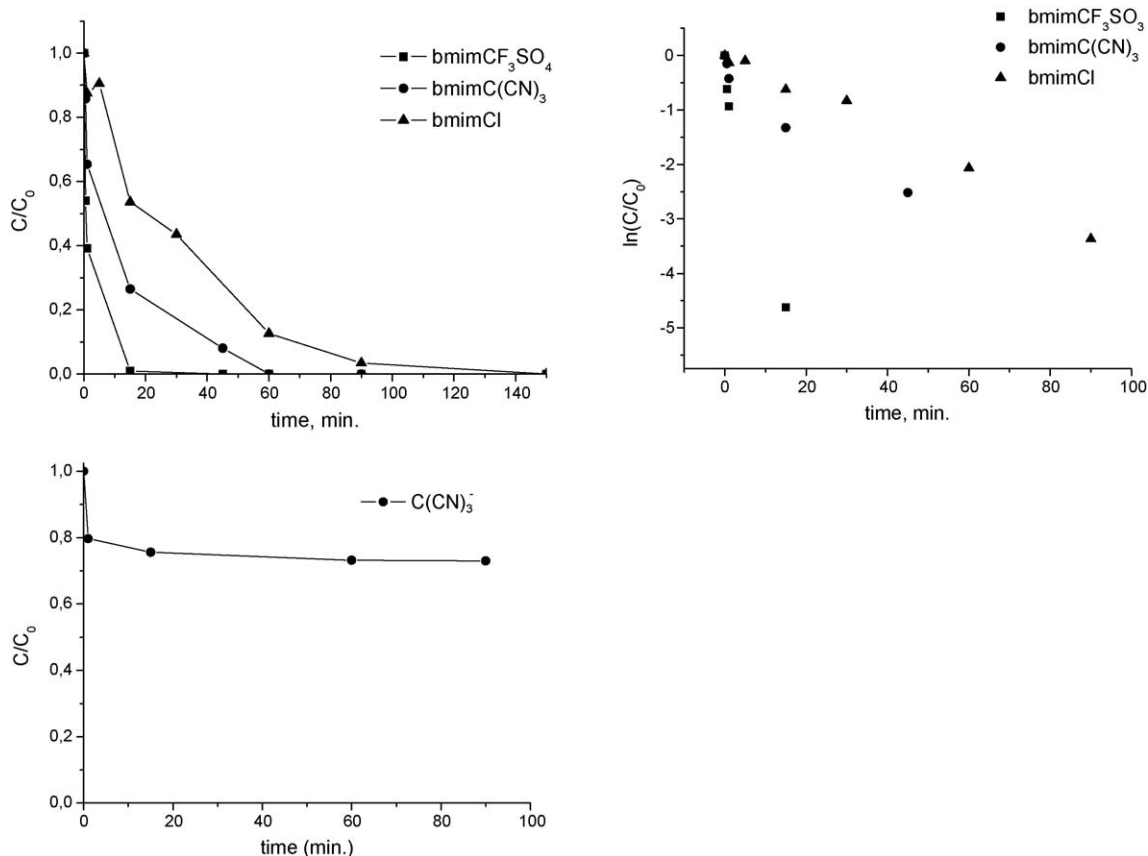 1,0
0,8
0,6
0,4
0,2
0,0
C/C₀
0 20 40 60 80 100 120 140
time, min.
bmimCF₃SO₄
bmimC(CN)₃
bmimCl
0
-1
-2
-3
-4
-5
ln(C/C₀)
0 20 40 60 80 100
time, min.
bmimCF₃SO₃
bmimC(CN)₃
bmimCl
1,0
0,8
0,6
0,4
0,2
0,0
C/C₀
0 20 40 60 80 100
time (min.)
C(CN)₃⁻